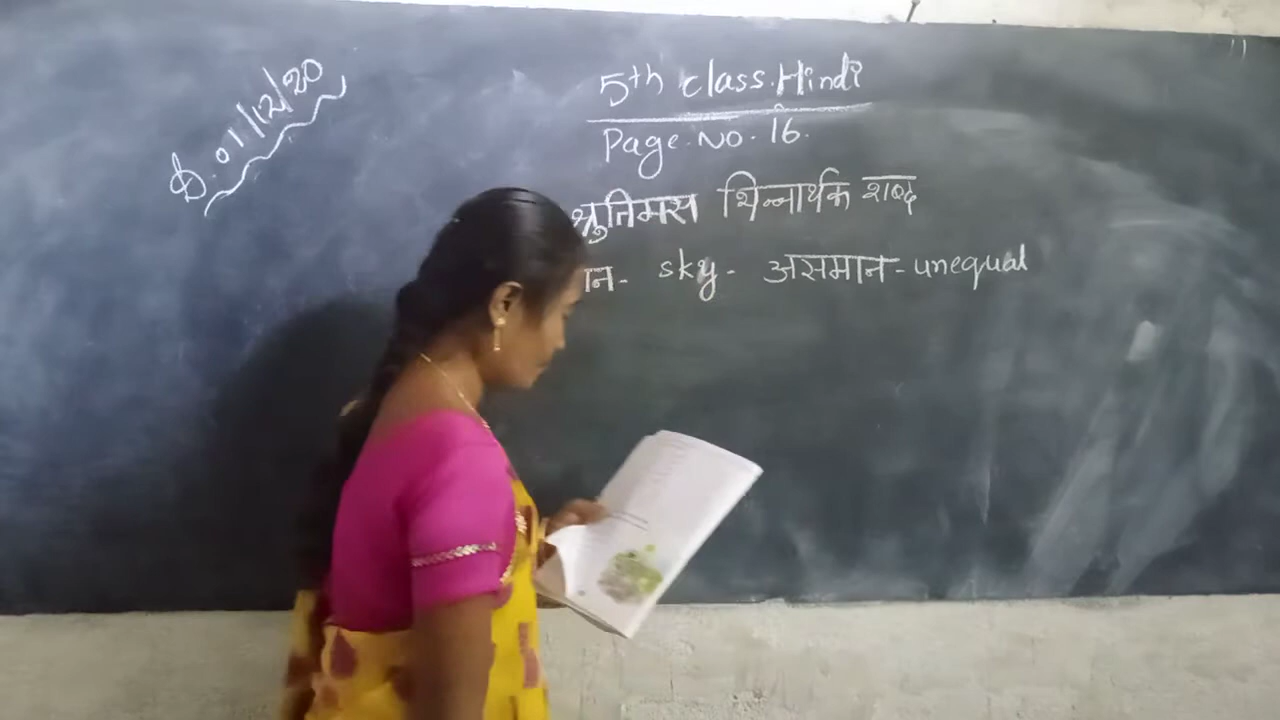 D. 01/12/20
5th class. Hindi
Page. No. 16.
श्रुतिमस भिन्नार्थक शब्द
ान- sky - असमान - unequal